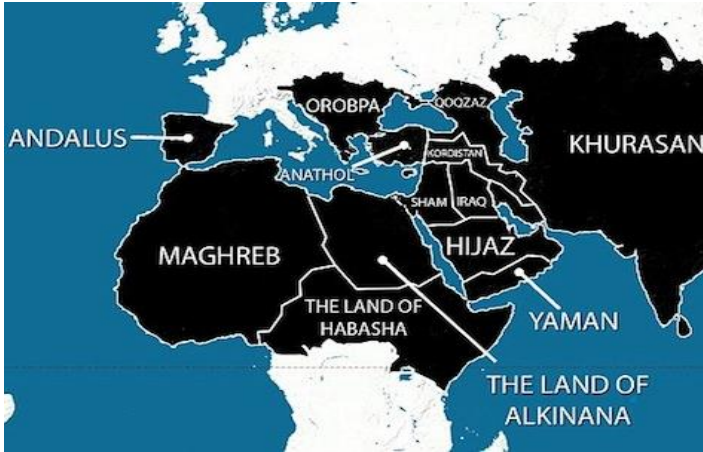 OROBPA
QOQZAZ
ANDALUS
KHURASAN
KORDISTAN
ANATHOL
SHAM
IRAQ
MAGHREB
HIJAZ
THE LAND OF
HABASHA
YAMAN
THE LAND OF
ALKINANA